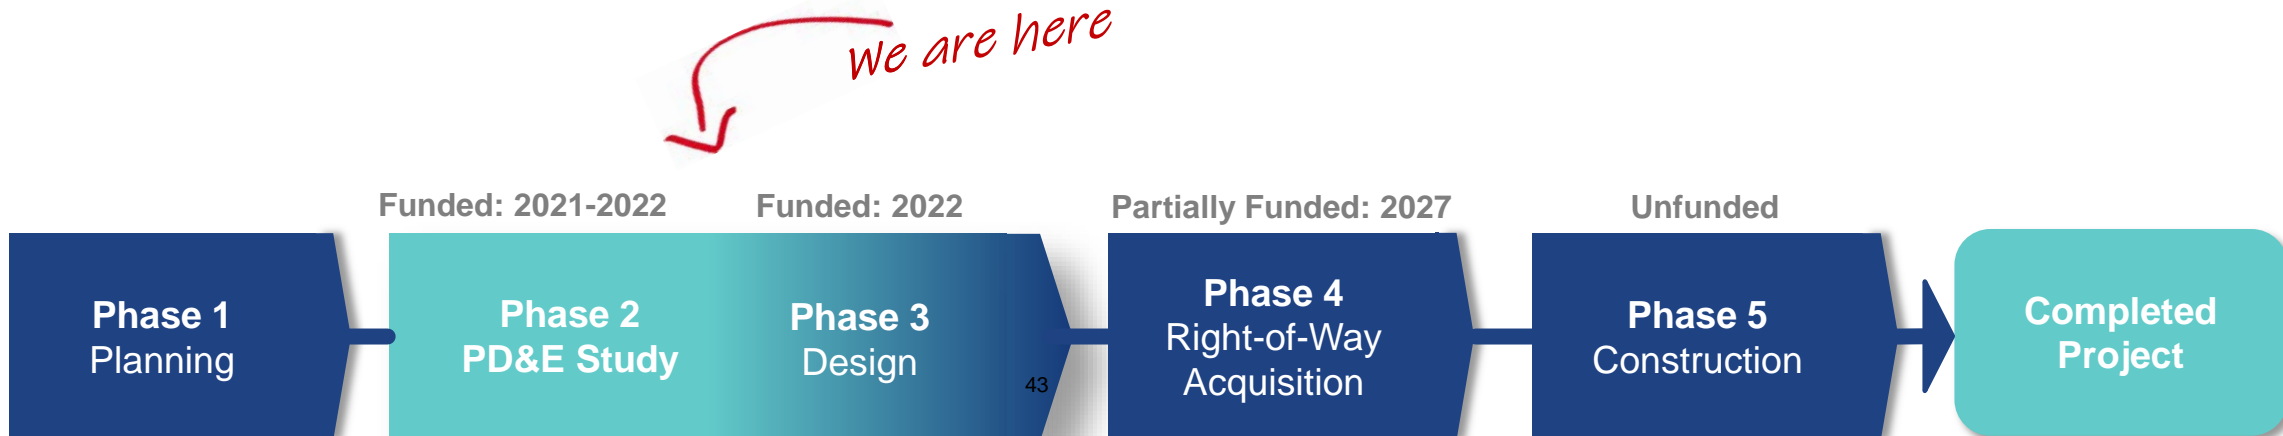 We are here
Funded: 2021-2022
Funded: 2022
Partially Funded: 2027
Unfunded
Phase 1
Planning
Phase 2
PD&E Study
Phase 3
Design
43
Phase 4
Right-of-Way
Acquisition
Phase 5
Construction
Completed
Project